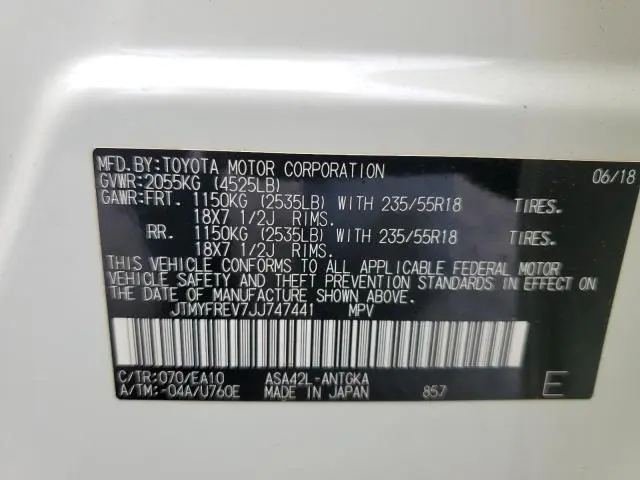 MFD.BY:TOYOTA MOTOR CORPORATION 06/18
GVWR:2055KG (4525LB)
GAWR:FRT. 1150KG (2535LB) WITH 235/55R18 TIRES.
18X7 1/2J RIMS.
RR. 1150KG (2535LB) WITH 235/55R18 TIRES.
18X7 1/2J RIMS.
THIS VEHICLE CONFORMS TO ALL APPLICABLE FEDERAL MOTOR
VEHICLE SAFETY AND THEFT PREVENTION STANDARDS IN EFFECT ON
THE DATE OF MANUFACTURE SHOWN ABOVE.
JTMYFREV7JJ747441 MPV
C/TR:070/EA10 ASA42L-ANTGKA
A/TM:-04A/U760E MADE IN JAPAN 857 E